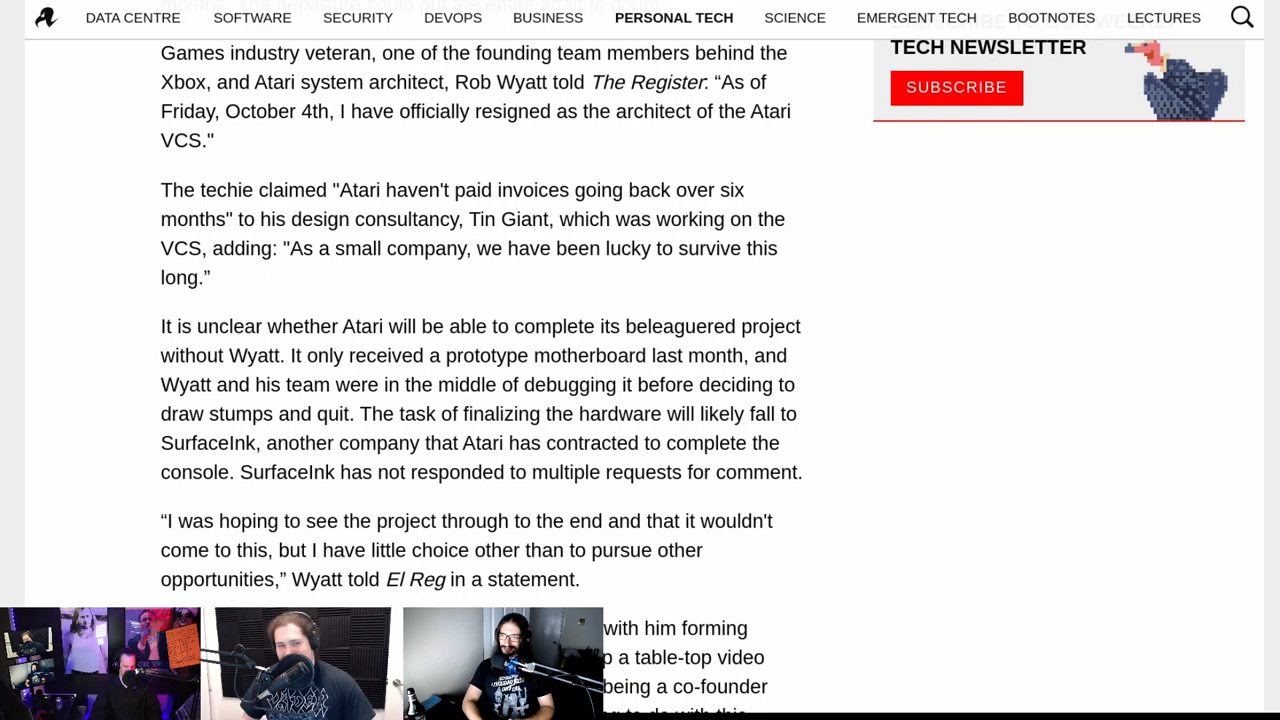 DATA CENTRE SOFTWARE SECURITY DEVOPS BUSINESS PERSONAL TECH SCIENCE EMERGENT TECH BOOTNOTES LECTURES
Games industry veteran, one of the founding team members behind the
Xbox, and Atari system architect, Rob Wyatt told The Register: “As of
Friday, October 4th, I have officially resigned as the architect of the Atari
VCS."
The techie claimed "Atari haven't paid invoices going back over six
months" to his design consultancy, Tin Giant, which was working on the
VCS, adding: "As a small company, we have been lucky to survive this
long.”
It is unclear whether Atari will be able to complete its beleaguered project
without Wyatt. It only received a prototype motherboard last month, and
Wyatt and his team were in the middle of debugging it before deciding to
draw stumps and quit. The task of finalizing the hardware will likely fall to
SurfaceInk, another company that Atari has contracted to complete the
console. SurfaceInk has not responded to multiple requests for comment.
“I was hoping to see the project through to the end and that it wouldn't
come to this, but I have little choice other than to pursue other
opportunities,” Wyatt told El Reg in a statement.
with him forming
a table-top video
being a co-founder
TECH NEWSLETTER
SUBSCRIBE